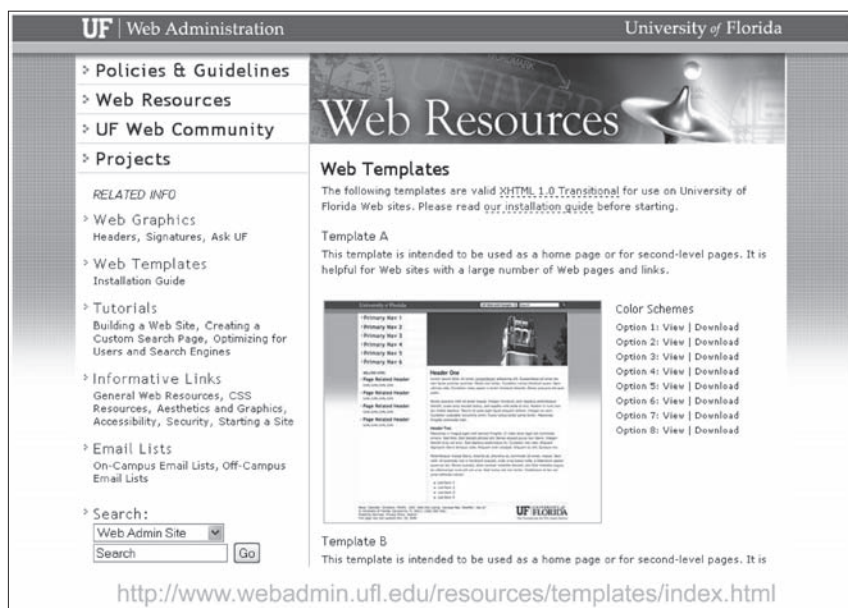 UF | Web Administration
University of Florida
Policies & Guidelines
Web Resources
UF Web Community
Projects
RELATED INFO
Web Graphics
Headers, Signatures, Ask UF
Web Templates
Installation Guide
Tutorials
Building a Web Site, Creating a
Custom Search Page, Optimizing for
Users and Search Engines
Informative Links
General Web Resources, CSS
Resources, Aesthetics and Graphics,
Accessibility, Security, Starting a Site
Email Lists
On-Campus Email Lists, Off-Campus
Email Lists
Search:
Web Admin Site
Search
Go
Web Resources
Web Templates
The following templates are valid XHTML 1.0 Transitional for use on University of
Florida Web sites. Please read our installation guide before starting.
Template A
This template is intended to be used as a home page or for second-level pages. It is
helpful for Web sites with a large number of Web pages and links.
University of Florida
Primary Nav 1
Primary Nav 2
Primary Nav 3
Primary Nav 4
Primary Nav 5
Primary Nav 6
Page Related Header
Page Related Header
Page Related Header
Page Related Header
Header One
Header Two
UF UNIVERSITY of
FLORIDA
Color Schemes
Option 1: View | Download
Option 2: View | Download
Option 3: View | Download
Option 4: View | Download
Option 5: View | Download
Option 6: View | Download
Option 7: View | Download
Option 8: View | Download
Template B
This template is intended to be used as a home page or for second-level pages. It is
http://www.webadmin.ufl.edu/resources/templates/index.html